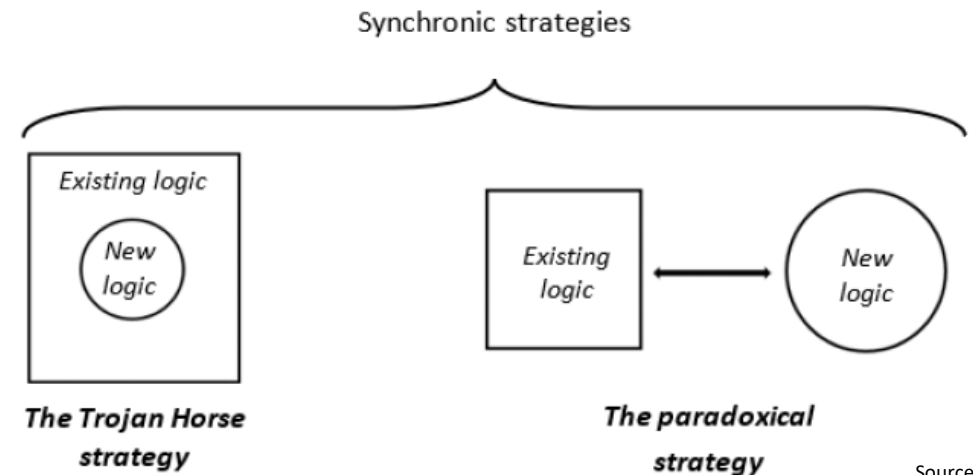 Synchronic strategies
Existing logic
New
logic
Existing
logic
New
logic
The Trojan Horse
strategy
The paradoxical
strategy
Source